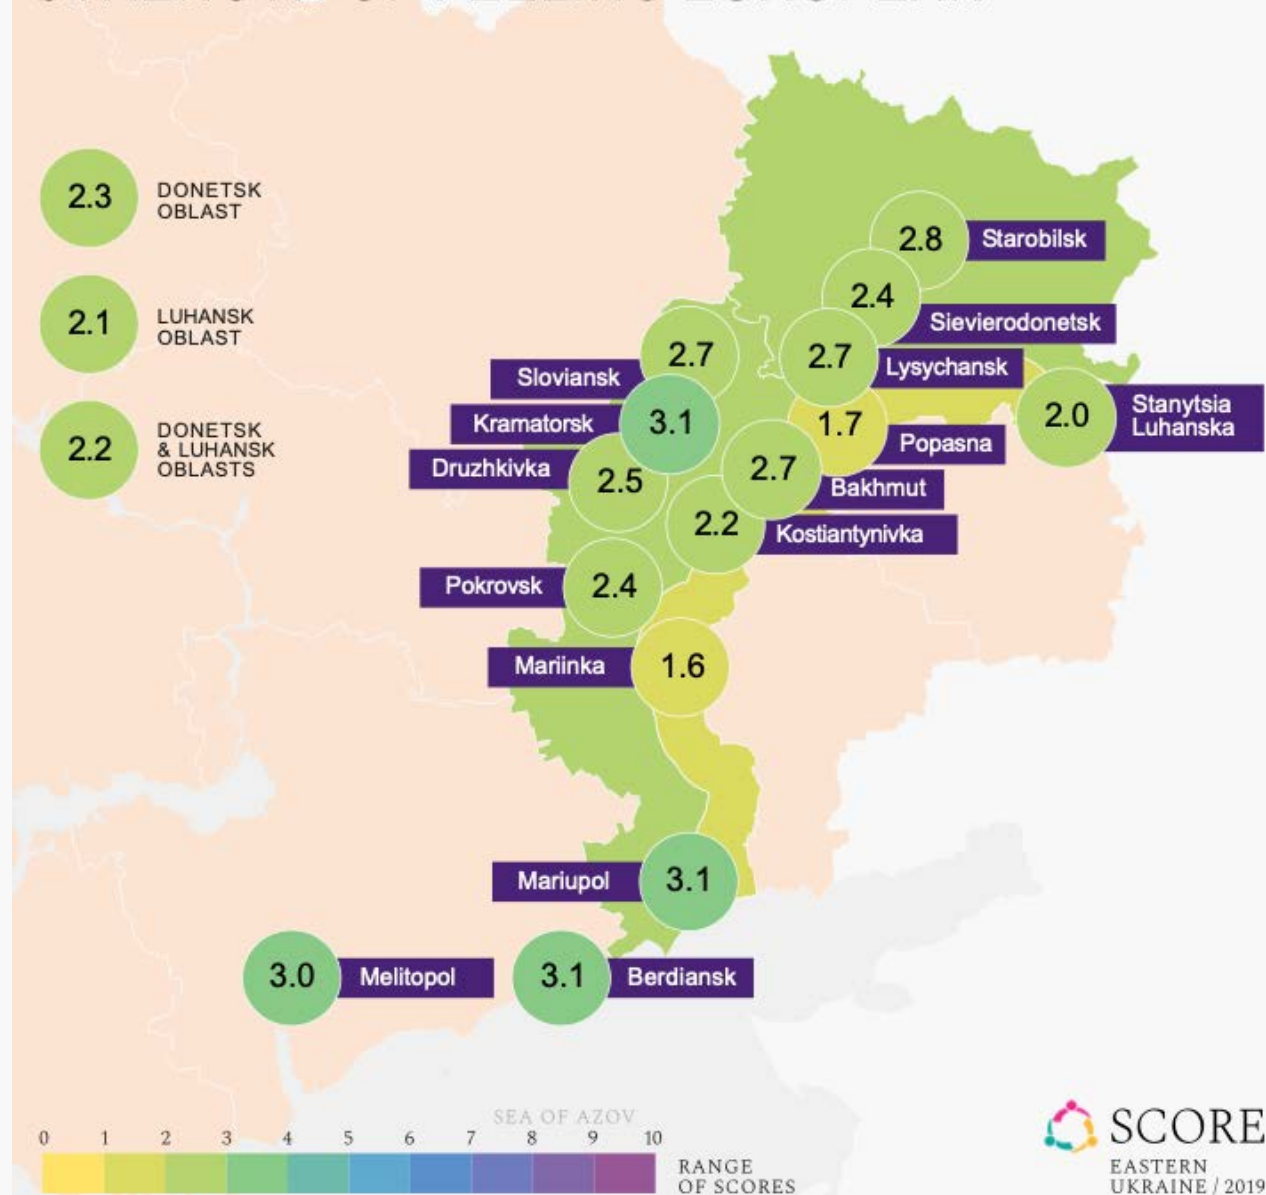 2.3
DONETSK
OBLAST
2.1
LUHANSK
OBLAST
2.2
DONETSK
& LUHANSK
OBLASTS
2.8
Starobilsk
2.4
Sievierodonetsk
2.7
Sloviansk
2.7
Lysychansk
3.1
Kramatorsk
1.7
Popasna
2.0
Stanytsia
Luhanska
Druzhkivka
2.5
2.7
Bakhmut
2.2
Kostiantynivka
Pokrovsk
2.4
Mariinka
1.6
Mariupol
3.1
3.0
Melitopol
3.1
Berdiansk
SEA OF AZOV
0 1 2 3 4 5 6 7 8 9 10
RANGE
OF SCORES
SCORE
EASTERN
UKRAINE / 2019